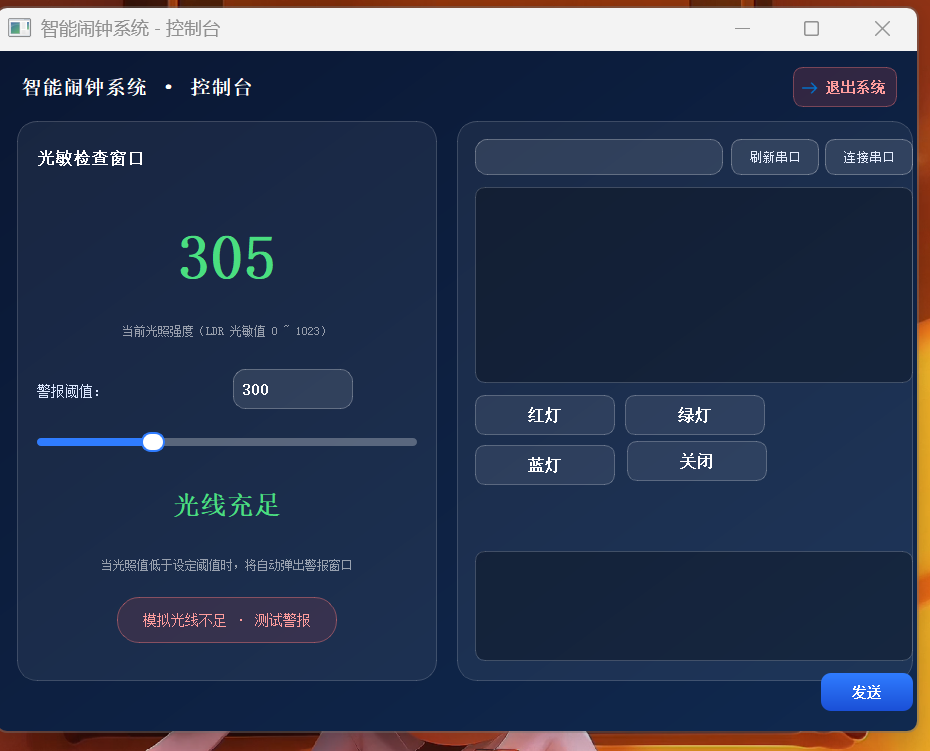 智能闹钟系统 - 控制台
智能闹钟系统 • 控制台
→ 退出系统
光敏检查窗口
305
当前光照强度（LDR 光敏值 0 ~ 1023）
警报阈值：
300
光线充足
当光照值低于设定阈值时，将自动弹出警报窗口
模拟光线不足 · 测试警报
刷新串口
连接串口
红灯
绿灯
蓝灯
关闭
发送